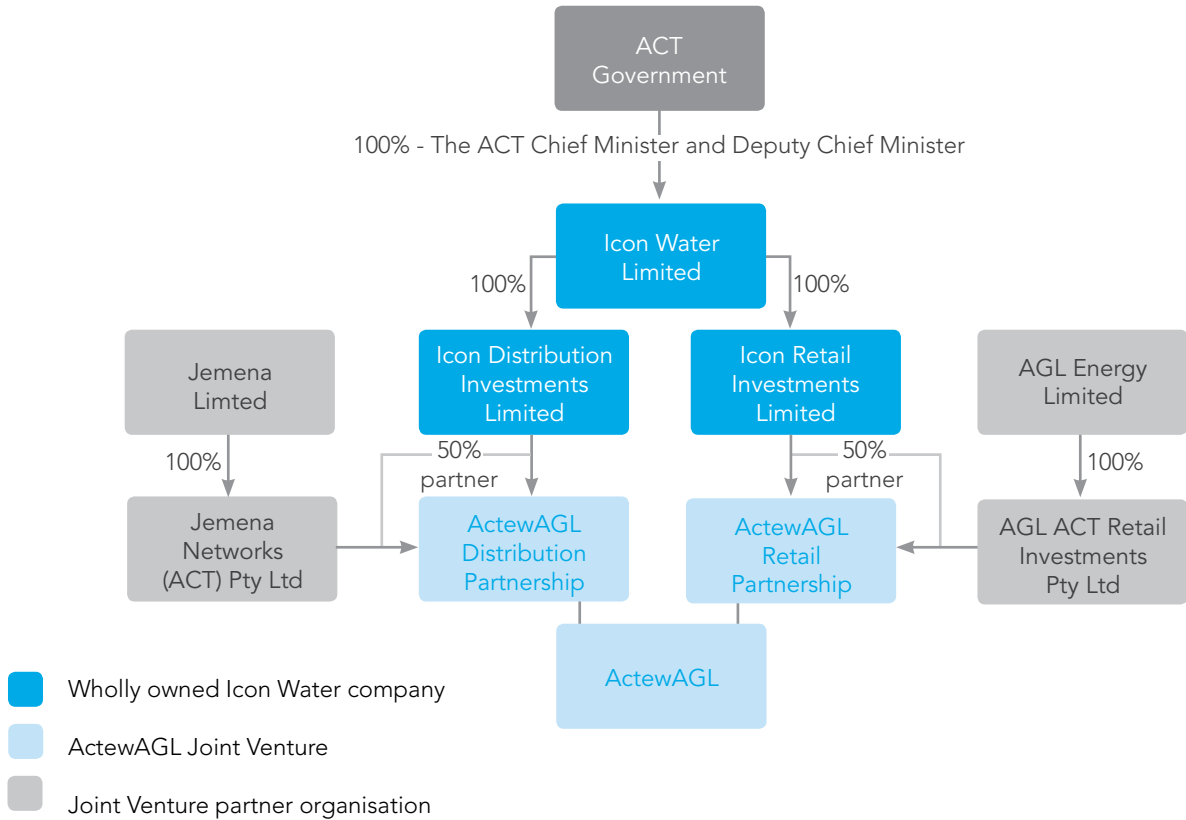 ACT
Government
100% - The ACT Chief Minister and Deputy Chief Minister
Icon Water
Limited
100%
100%
Jemena
Limted
Icon Distribution
Investments
Limited
Icon Retail
Investments
Limited
AGL Energy
Limited
100%
50%
partner
50%
partner
100%
Jemena
Networks
(ACT) Pty Ltd
ActewAGL
Distribution
Partnership
ActewAGL
Retail
Partnership
AGL ACT Retail
Investments
Pty Ltd
ActewAGL
Wholly owned Icon Water company
ActewAGL Joint Venture
Joint Venture partner organisation